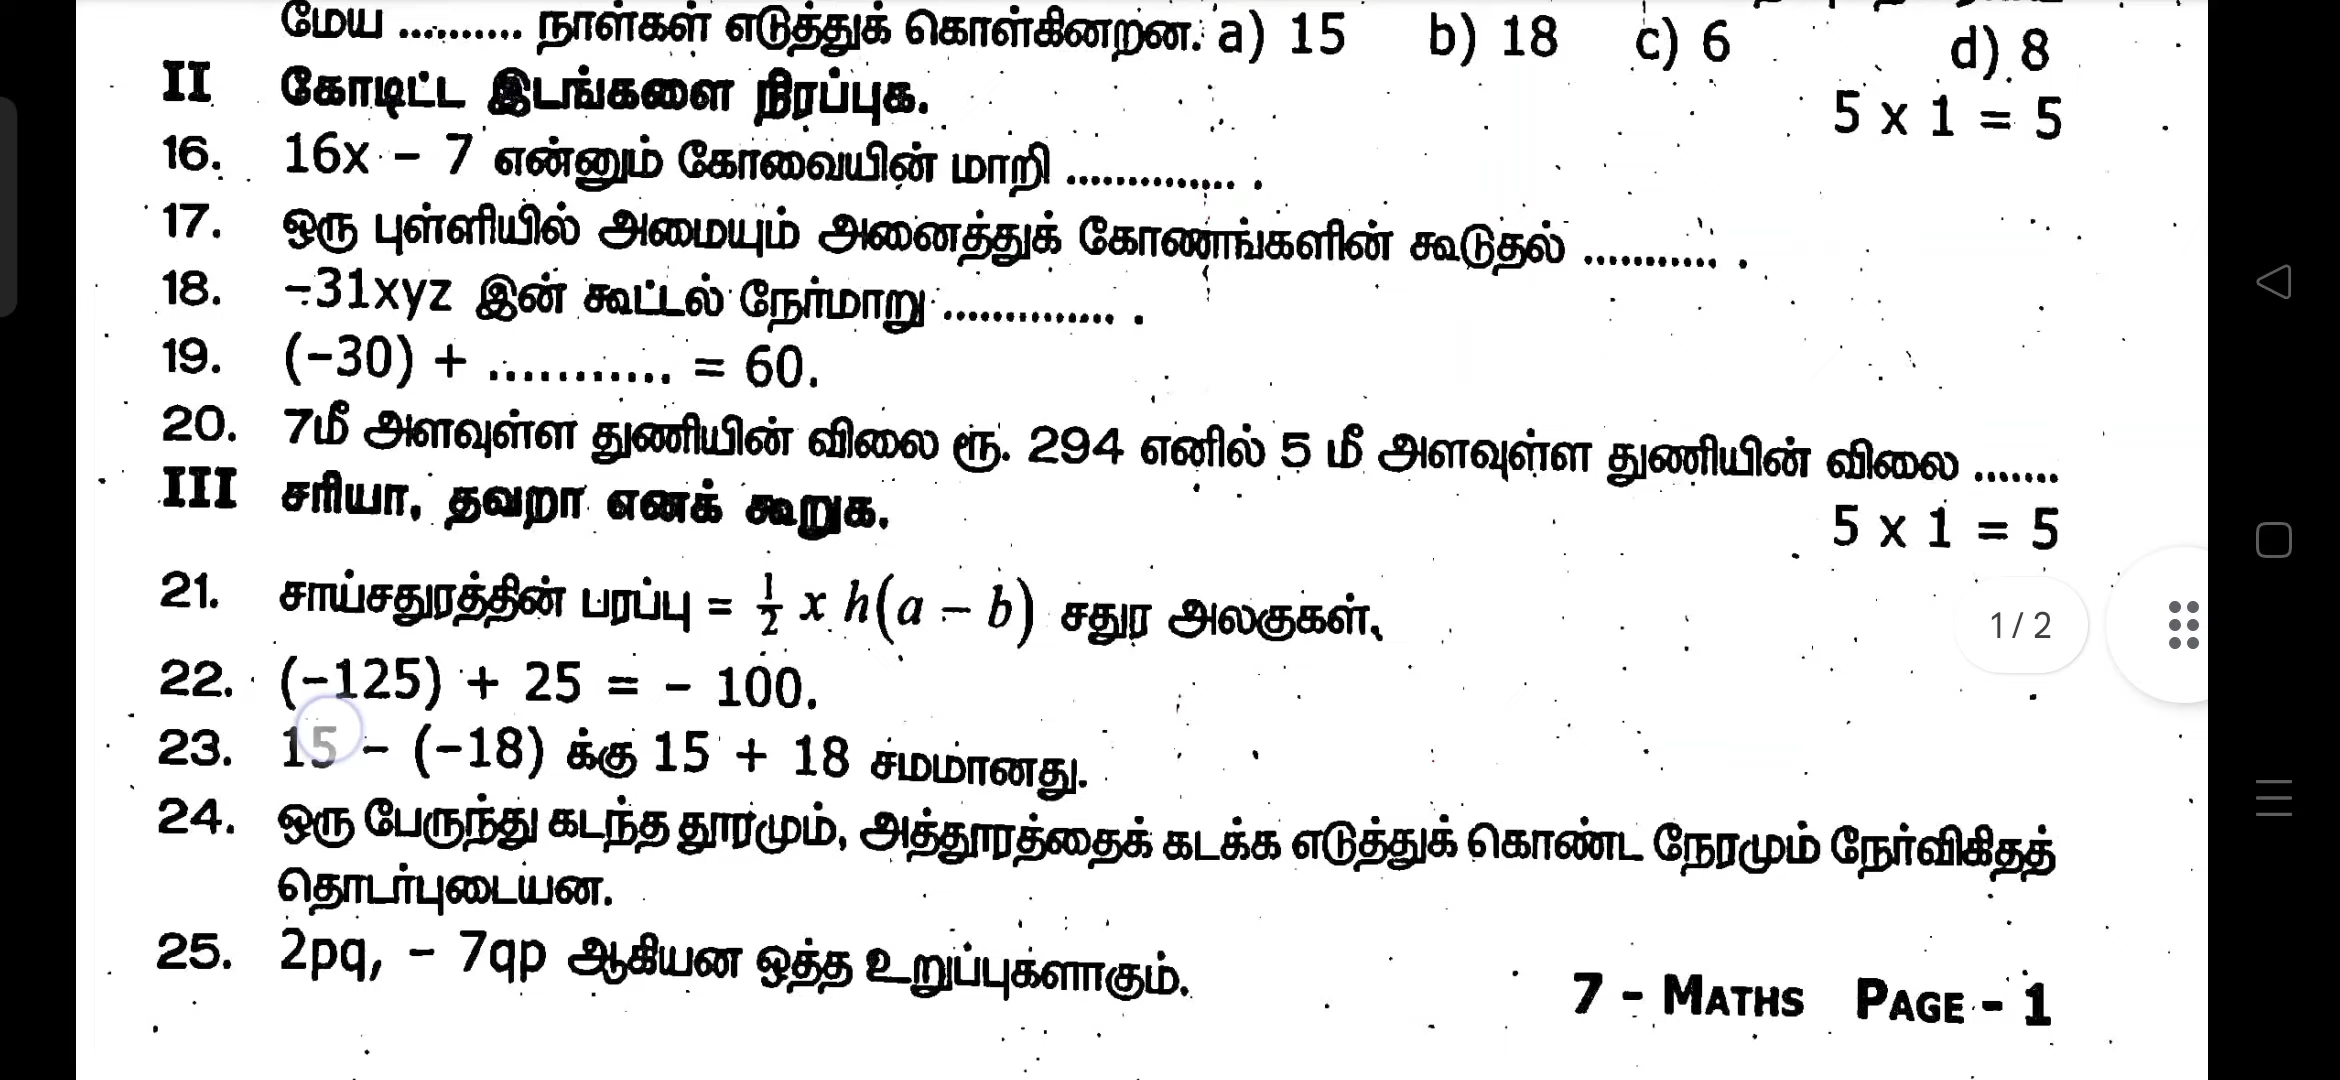 மேய .......... நாள்கள் எடுத்துக் கொள்கின்றன. a) 15 b) 18 c) 6 d) 8
II கோடிட்ட இடங்களை நிரப்புக. 5 x 1 = 5
16. 16x - 7 என்னும் கோவையின் மாறி .............. .
17. ஒரு புள்ளியில் அமையும் அனைத்துக் கோணங்களின் கூடுதல் ........... .
18. -31xyz இன் கூட்டல் நேர்மாறு .............. .
19. (-30) + ............ = 60.
20. 7மீ அளவுள்ள துணியின் விலை ரூ. 294 எனில் 5 மீ அளவுள்ள துணியின் விலை .......
III சரியா, தவறா எனக் கூறுக. 5 x 1 = 5
21. சாய்சதுரத்தின் பரப்பு = 1/2 x h(a - b) சதுர அலகுகள்.
1/2
22. (-125) + 25 = - 100.
23. 15 - (-18) க்கு 15 + 18 சமமானது.
24. ஒரு பேருந்து கடந்த தூரமும், அத்தூரத்தைக் கடக்க எடுத்துக் கொண்ட நேரமும் நேர்விகிதத்
தொடர்புடையன.
25. 2pq, - 7qp ஆகியன ஒத்த உறுப்புகளாகும்.
7 - MATHS PAGE - 1